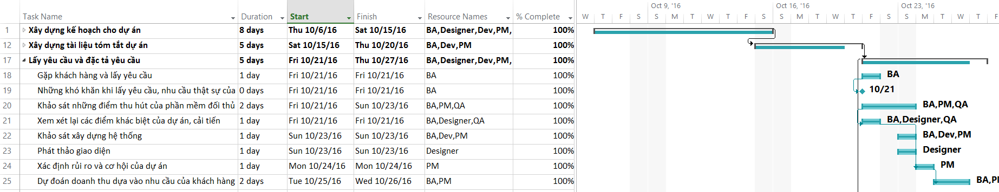 Oct 9, '16 Oct 16, '16 Oct 23, '16
Task Name Duration Start Finish Resource Names % Complete W T F S S M T W T F S S M T W T F S S M T W T F
1 Xây dựng kế hoạch cho dự án 8 days Thu 10/6/16 Sat 10/15/16 BA,Designer,Dev,PM, 100%
12 Xây dựng tài liệu tóm tắt dự án 5 days Sat 10/15/16 Thu 10/20/16 BA,Dev,PM 100%
17 Lấy yêu cầu và đặc tả yêu cầu 5 days Fri 10/21/16 Thu 10/27/16 BA,Designer,Dev,PM, 100%
18 Gặp khách hàng và lấy yêu cầu 1 day Fri 10/21/16 Fri 10/21/16 BA 100% BA
19 Những khó khăn khi lấy yêu cầu, nhu cầu thật sự của 0 days Fri 10/21/16 Fri 10/21/16 BA 100% 10/21
20 Khảo sát những điểm thu hút của phần mềm đối thủ 2 days Fri 10/21/16 Sun 10/23/16 BA,PM,QA 100% BA,PM,QA
21 Xem xét lại các điểm khác biệt của dự án, cải tiến 1 day Fri 10/21/16 Fri 10/21/16 BA,Designer,QA 100% BA,Designer,QA
22 Khảo sát xây dựng hệ thống 1 day Sun 10/23/16 Sun 10/23/16 BA,Dev,PM 100% BA,Dev,PM
23 Phát thảo giao diện 1 day Sun 10/23/16 Sun 10/23/16 Designer 100% Designer
24 Xác định rủi ro và cơ hội của dự án 1 day Mon 10/24/16 Mon 10/24/16 PM 100% PM
25 Dự đoán doanh thu dựa vào nhu cầu của khách hàng 2 days Tue 10/25/16 Wed 10/26/16 BA,PM 100%